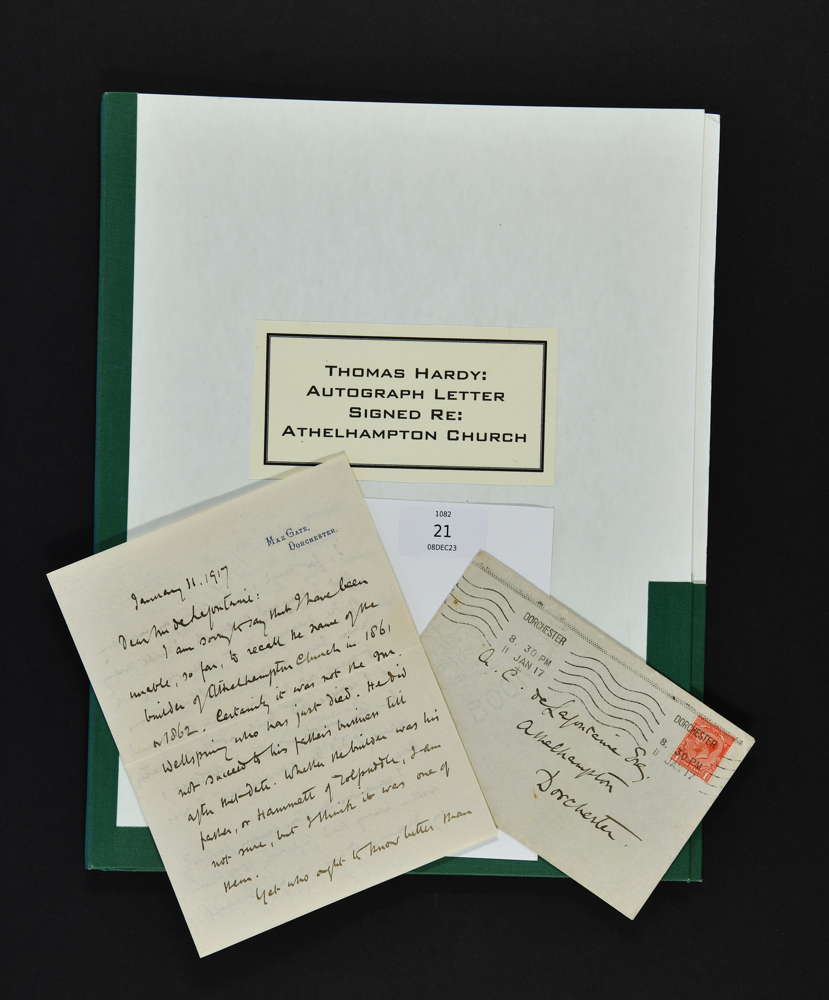 THOMAS HARDY:
AUTOGRAPH LETTER
SIGNED RE:
ATHELHAMPTON CHURCH
1082
21
08DEC23
MAX GATE,
DORCHESTER.
January 11. 1917
Dear Mr de Lafontaine:
I am sorry to say that I have been
unable, so far, to recall the name of the
builder of Athelhampton Church in 1861
or 1862. Certainly it was not the
Wellspring who has just died. He did
not succeed to his father's business till
after that date. Whether the builder was his
father, or Hammett of Tolpuddle, I am
not sure, but I think it was one of
them.
Yet who ought to know better than
DORCHESTER
8. 30 PM
11 JAN 17
DORCHESTER
8. 30 PM
11 JAN 17
ONE PENNY
1 1
A. C. de Lafontaine Esq.
Athelhampton
Dorchester.